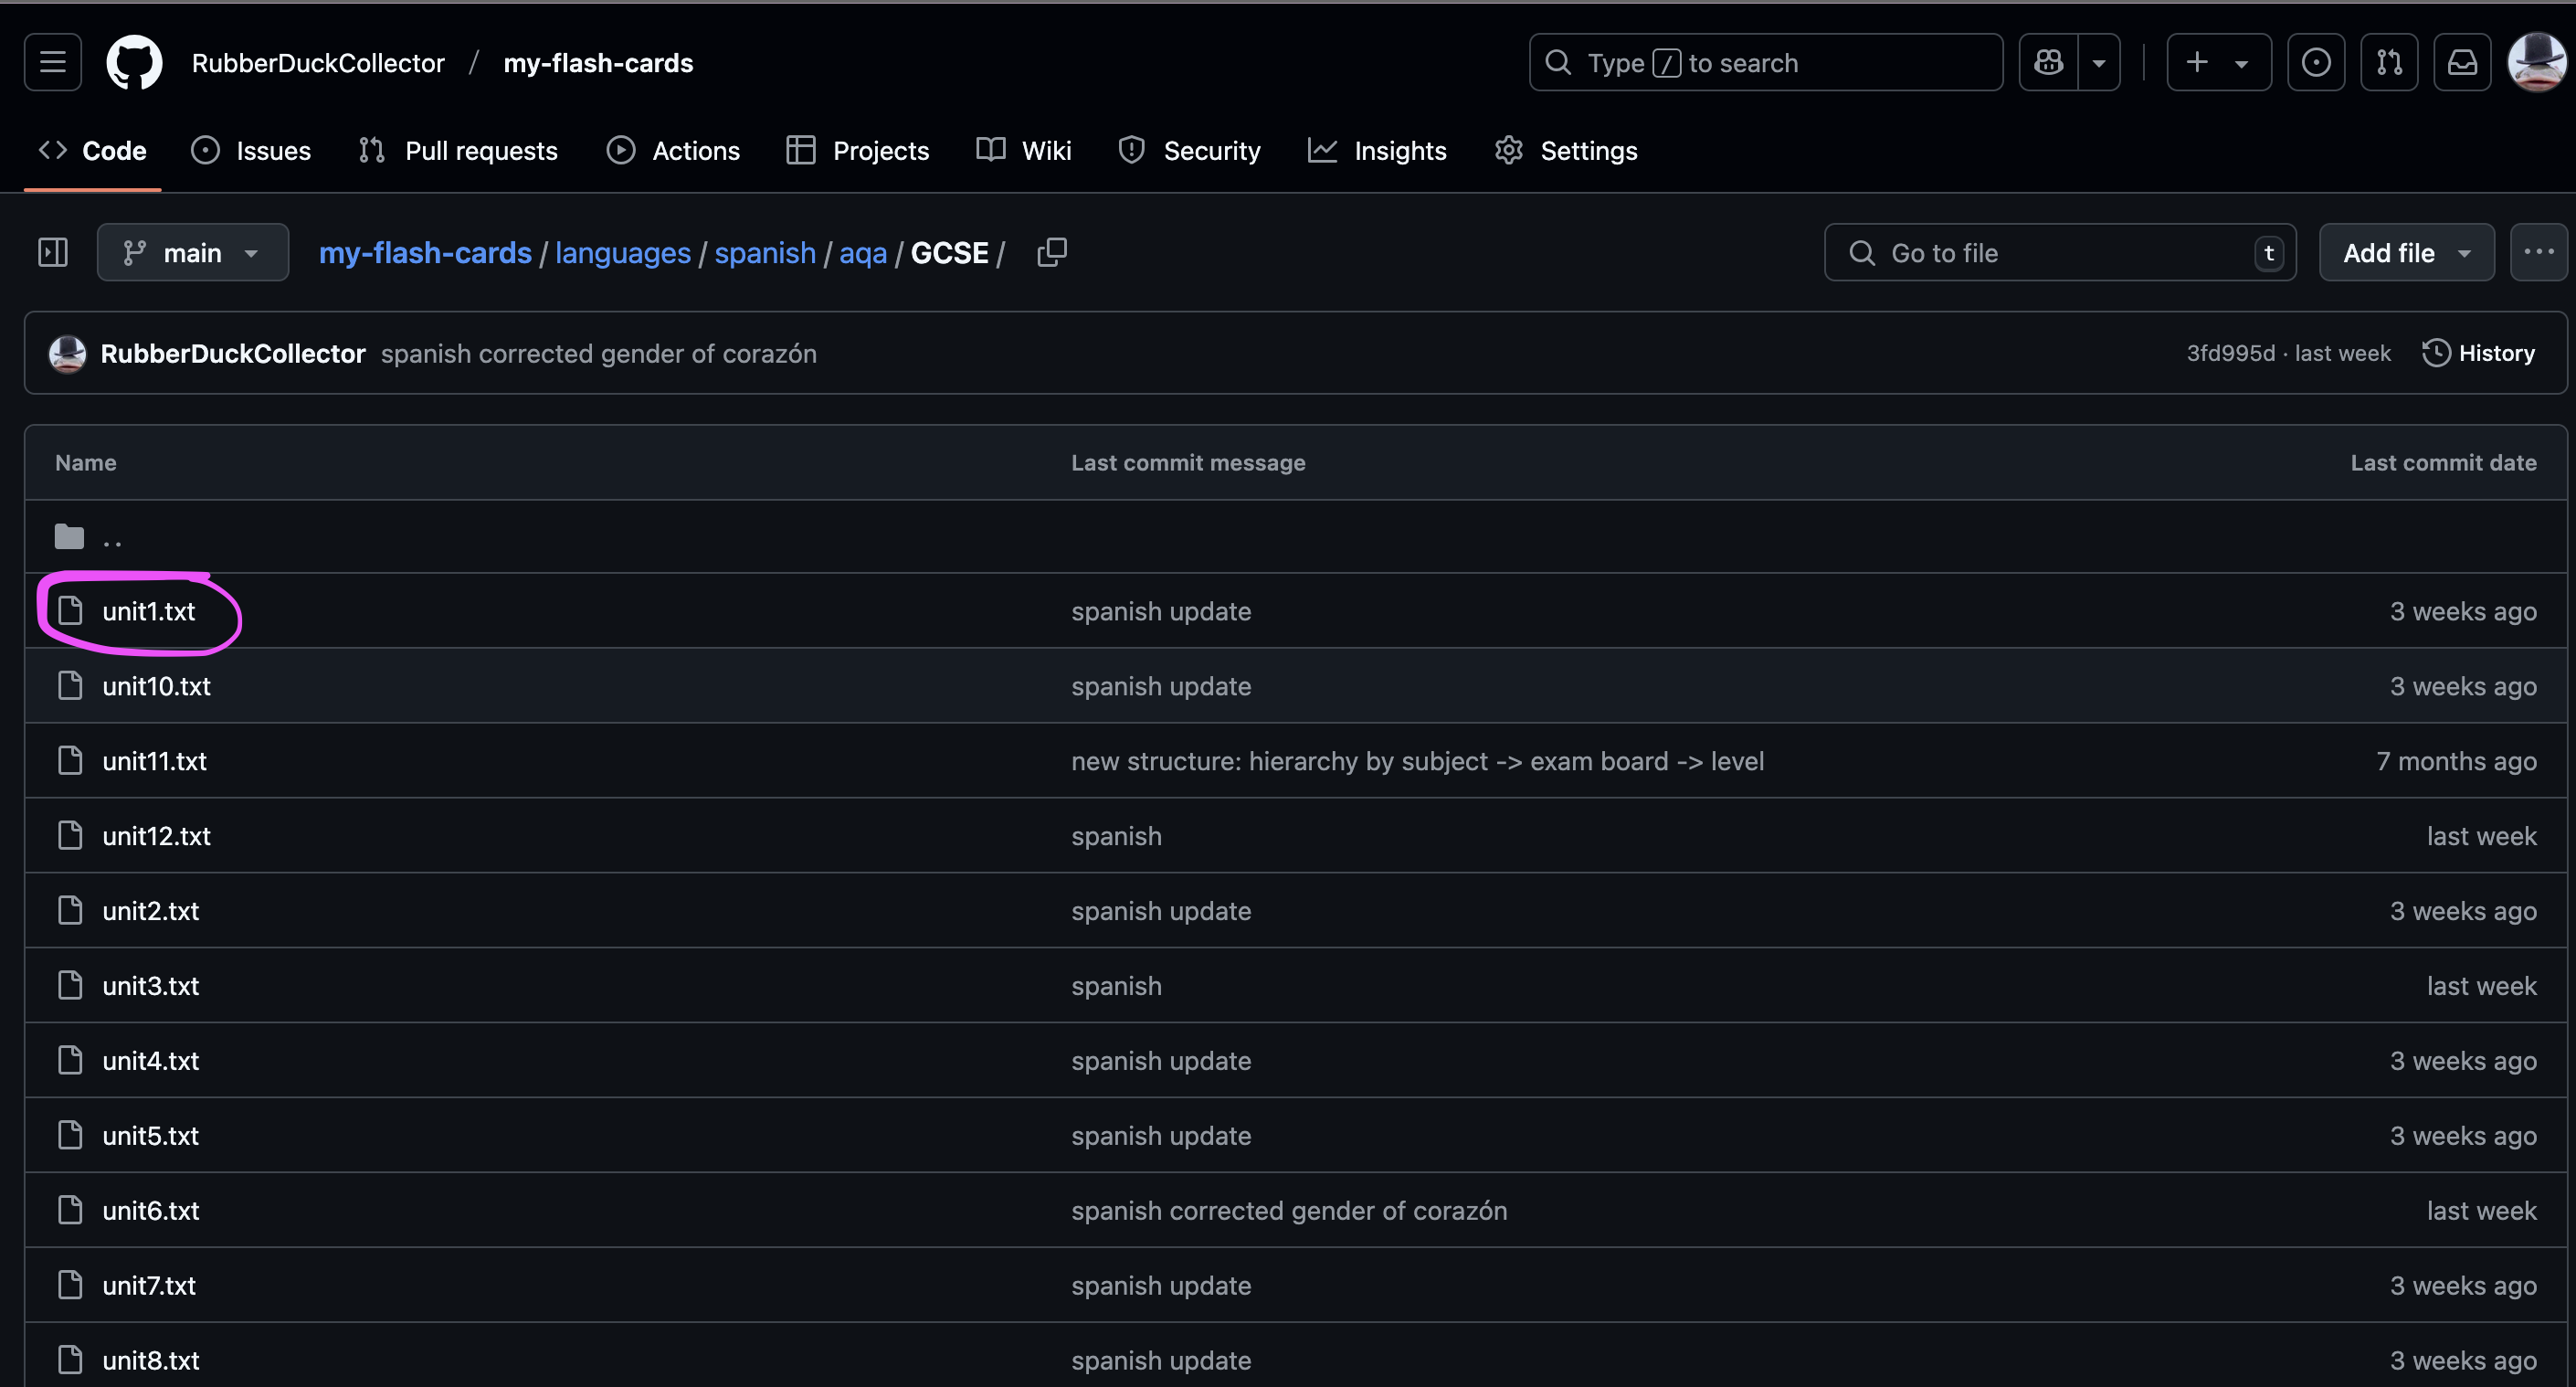 RubberDuckCollector / my-flash-cards
Type / to search
Code Issues Pull requests Actions Projects Wiki Security Insights Settings
main my-flash-cards / languages / spanish / aqa / GCSE / Go to file t Add file
RubberDuckCollector spanish corrected gender of corazón 3fd995d · last week History
Name Last commit message Last commit date
..
unit1.txt spanish update 3 weeks ago
unit10.txt spanish update 3 weeks ago
unit11.txt new structure: hierarchy by subject -> exam board -> level 7 months ago
unit12.txt spanish last week
unit2.txt spanish update 3 weeks ago
unit3.txt spanish last week
unit4.txt spanish update 3 weeks ago
unit5.txt spanish update 3 weeks ago
unit6.txt spanish corrected gender of corazón last week
unit7.txt spanish update 3 weeks ago
unit8.txt spanish update 3 weeks ago